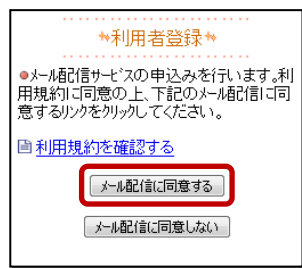 利用者登録
●メール配信サービスの申込みを行います。利
用規約に同意の上、下記のメール配信に同
意するリンクをクリックしてください。
利用規約を確認する
メール配信に同意する
メール配信に同意しない